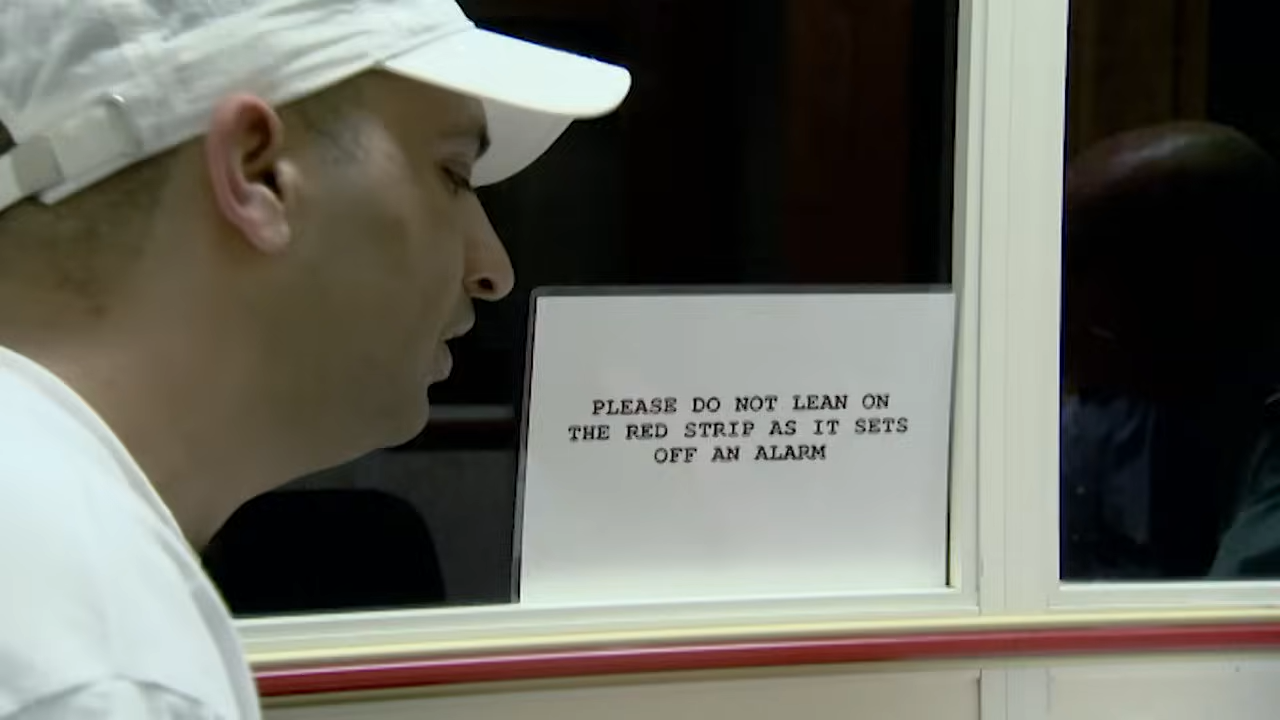 PLEASE DO NOT LEAN ON
THE RED STRIP AS IT SETS
OFF AN ALARM